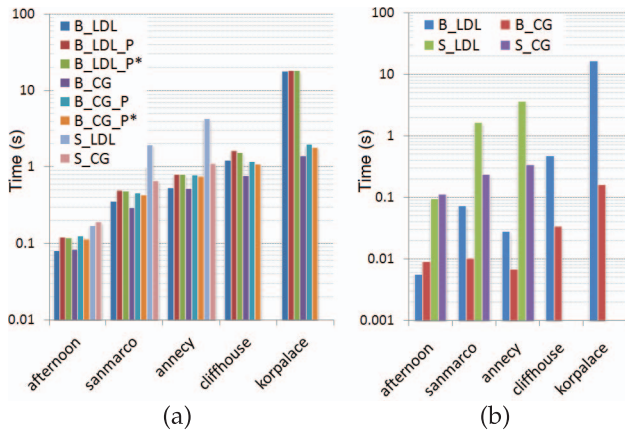 B_LDL
B_LDL_P
B_LDL_P*
B_CG
B_CG_P
B_CG_P*
S_LDL
S_CG
100
10
1
0.1
0.01
Time (s)
afternoon
sanmarco
annecy
cliffhouse
korpalace
(a)
B_LDL B_CG
S_LDL S_CG
100
10
1
0.1
0.01
0.001
Time (s)
afternoon
sanmarco
annecy
cliffhouse
korpalace
(b)